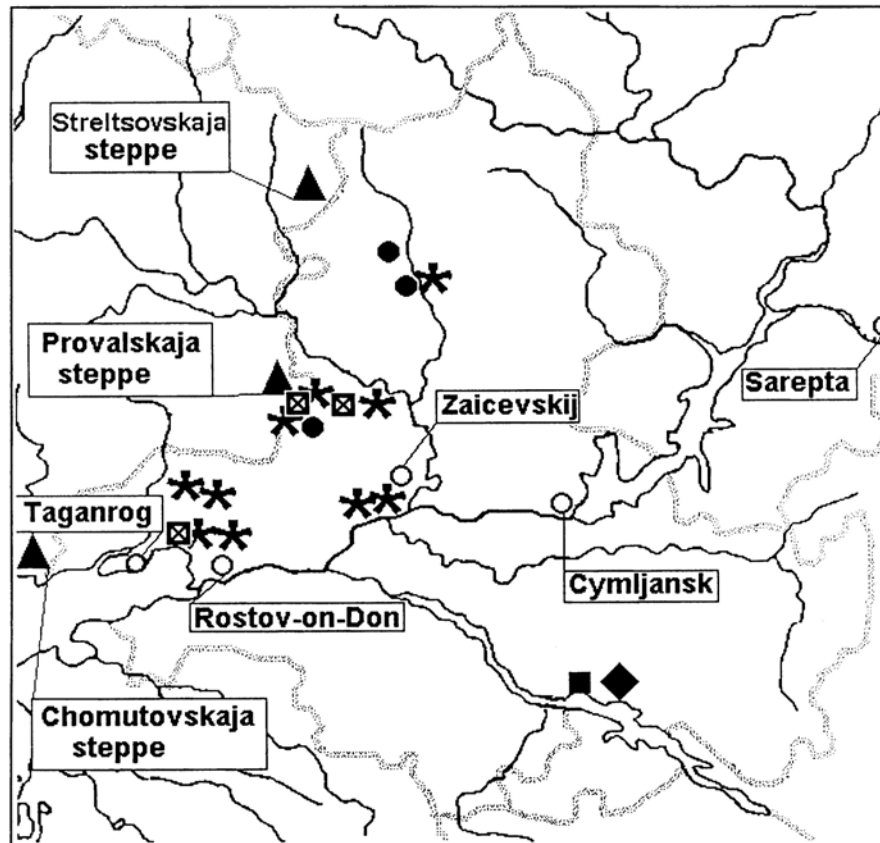 Streltsovskaja
steppe
Provalskaja
steppe
Zaicevskij
Sarepta
Taganrog
Cymljansk
Rostov-on-Don
Chomutovskaja
steppe